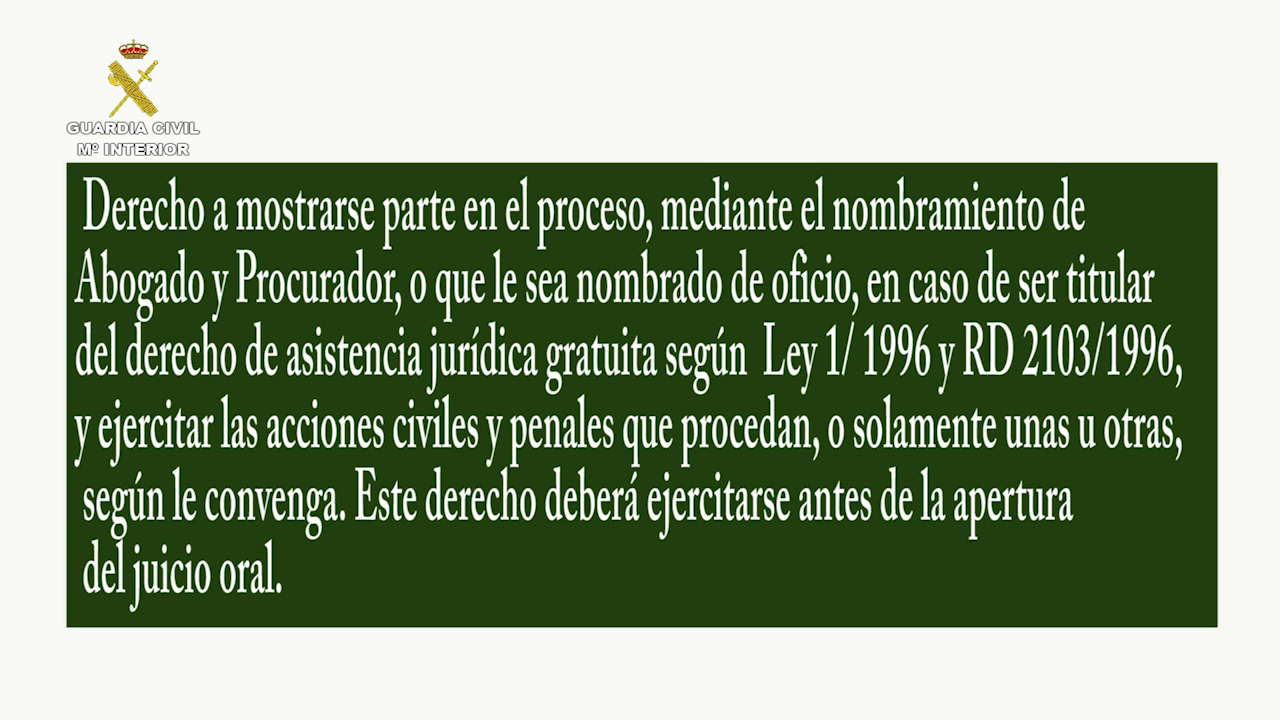 GUARDIA CIVIL
Mº INTERIOR
Derecho a mostrarse parte en el proceso, mediante el nombramiento de
Abogado y Procurador, o que le sea nombrado de oficio, en caso de ser titular
del derecho de asistencia jurídica gratuita según Ley 1/ 1996 y RD 2103/1996,
y ejercitar las acciones civiles y penales que procedan, o solamente unas u otras,
según le convenga. Este derecho deberá ejercitarse antes de la apertura
del juicio oral.